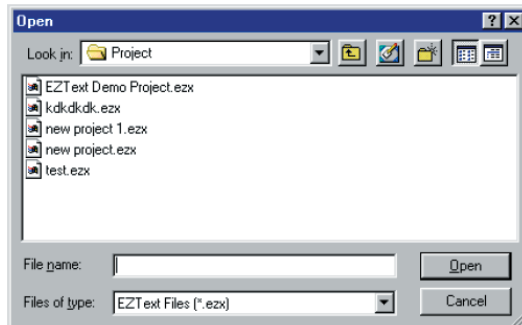 Open
Look in: Project
EZText Demo Project.ezx
kdkdkdk.ezx
new project 1.ezx
new project.ezx
test.ezx
File name: Open
Files of type: EZText Files (*.ezx) Cancel